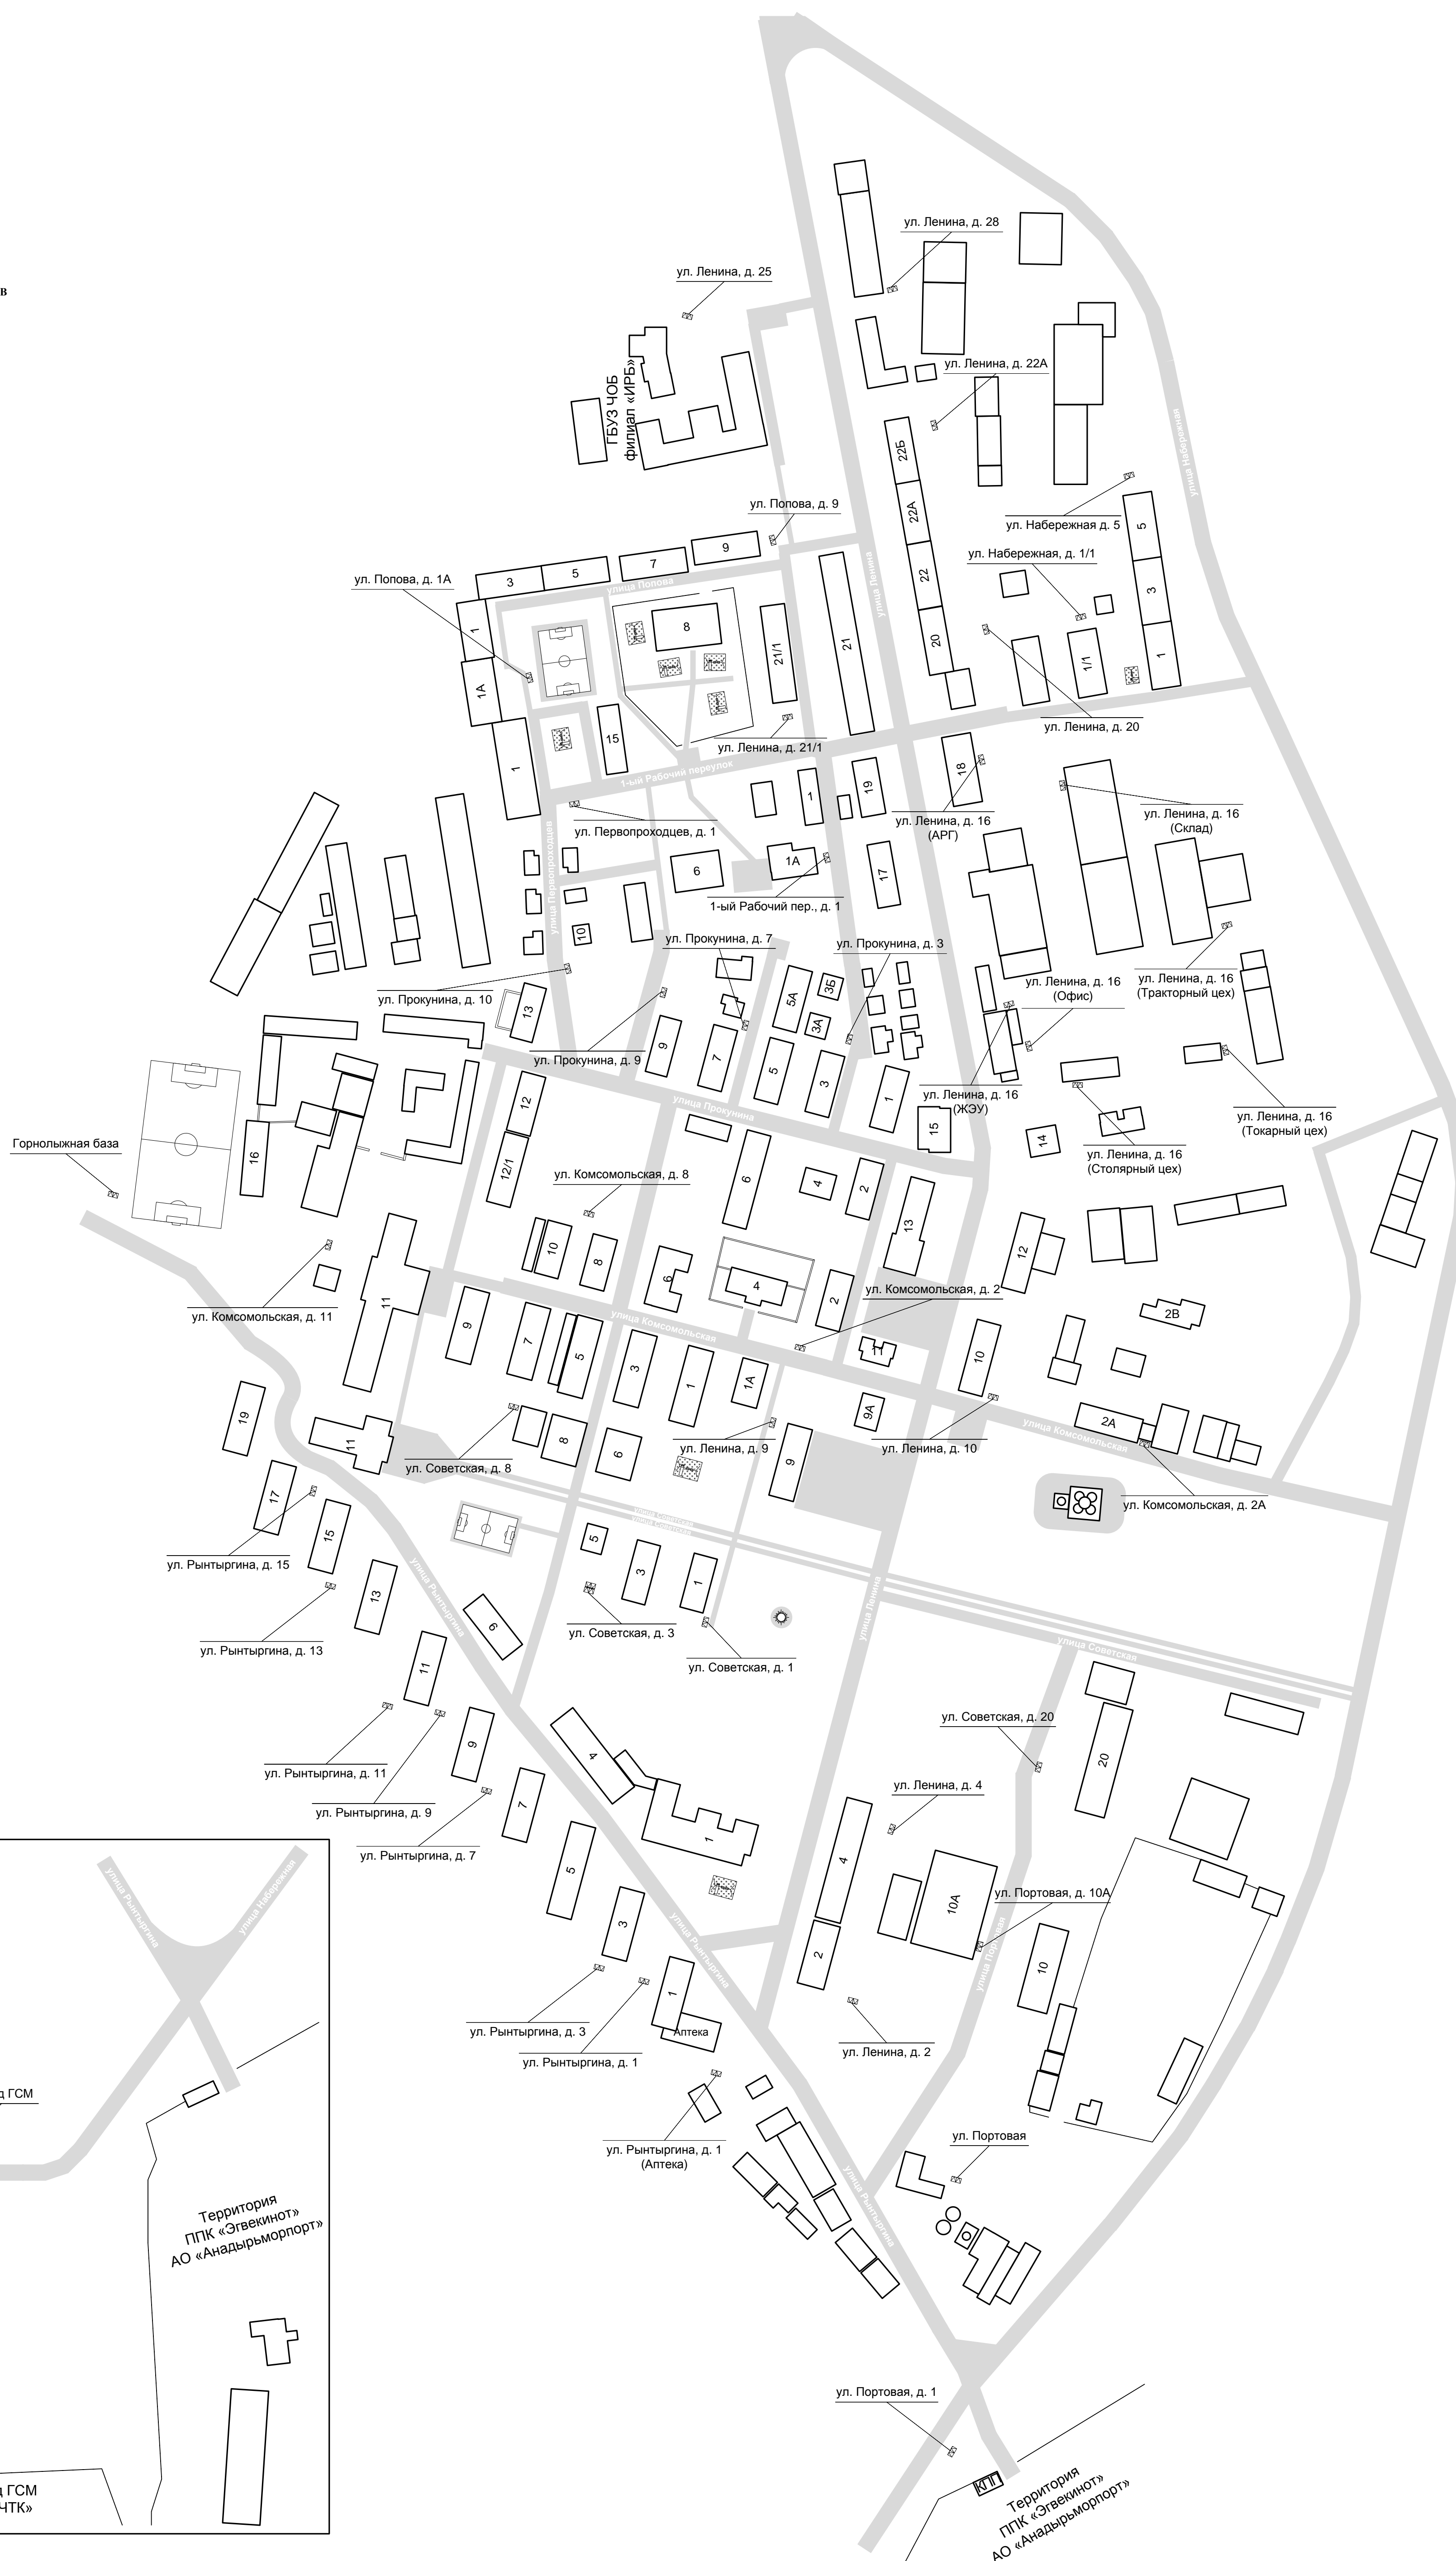 в
ул. Ленина, д. 28
ул. Ленина, д. 25
ГБУЗ ЧОБ
филиал «ИРБ»
ул. Ленина, д. 22А
22Б
22А
22
20
улица Набережная
ул. Набережная д. 5
5
3
1
ул. Попова, д. 9
ул. Набережная, д. 1/1
1/1
ул. Попова, д. 1А
3
5
7
9
улица Попова
улица Ленина
1
1А
1
8
21/1
21
15
ул. Ленина, д. 20
ул. Ленина, д. 21/1
1-ый Рабочий переулок
1
19
18
ул. Ленина, д. 16
(АРГ)
ул. Ленина, д. 16
(Склад)
ул. Первопроходцев, д. 1
улица Первопроходцев
6
1А
17
1-ый Рабочий пер., д. 1
10
ул. Прокунина, д. 7
ул. Прокунина, д. 3
ул. Прокунина, д. 10
ул. Ленина, д. 16
(Офис)
ул. Ленина, д. 16
(Тракторный цех)
13
5А
3Б
3А
ул. Прокунина, д. 9
9
7
5
3
1
ул. Ленина, д. 16
(ЖЭУ)
ул. Ленина, д. 16
(Токарный цех)
ул. Ленина, д. 16
(Столярный цех)
улица Прокунина
12
12/1
15
14
Горнолыжная база
16
ул. Комсомольская, д. 8
6
4
2
13
12
10
8
6
4
2
ул. Комсомольская, д. 2
ул. Комсомольская, д. 11
11
улица Комсомольская
2В
9
7
5
3
1
1А
11
10
9А
2А
19
11
8
6
ул. Советская, д. 8
ул. Ленина, д. 9
9
ул. Ленина, д. 10
улица Комсомольская
ул. Комсомольская, д. 2А
17
15
ул. Рынтыргина, д. 15
улица Советская
улица Советская
5
3
1
13
улица Рынтыргина
6
ул. Рынтыргина, д. 13
ул. Советская, д. 3
ул. Советская, д. 1
улица Ленина
улица Советская
11
9
ул. Рынтыргина, д. 11
ул. Рынтыргина, д. 9
4
ул. Советская, д. 20
20
ул. Ленина, д. 4
7
1
ул. Рынтыргина, д. 7
5
4
10А
ул. Портовая, д. 10А
3
2
10
улица Рынтыргина
улица Портовая
1
Аптека
ул. Рынтыргина, д. 3
ул. Рынтыргина, д. 1
ул. Ленина, д. 2
ул. Рынтыргина, д. 1
(Аптека)
ул. Портовая
улица Рынтыргина
ул. Портовая, д. 1
КПП
Территория
ППК «Эгвекинот»
АО «Анадырьморпорт»
улица Рынтыргина
улица Набережная
д ГСМ
Территория
ППК «Эгвекинот»
АО «Анадырьморпорт»
д ГСМ
ЧТК»